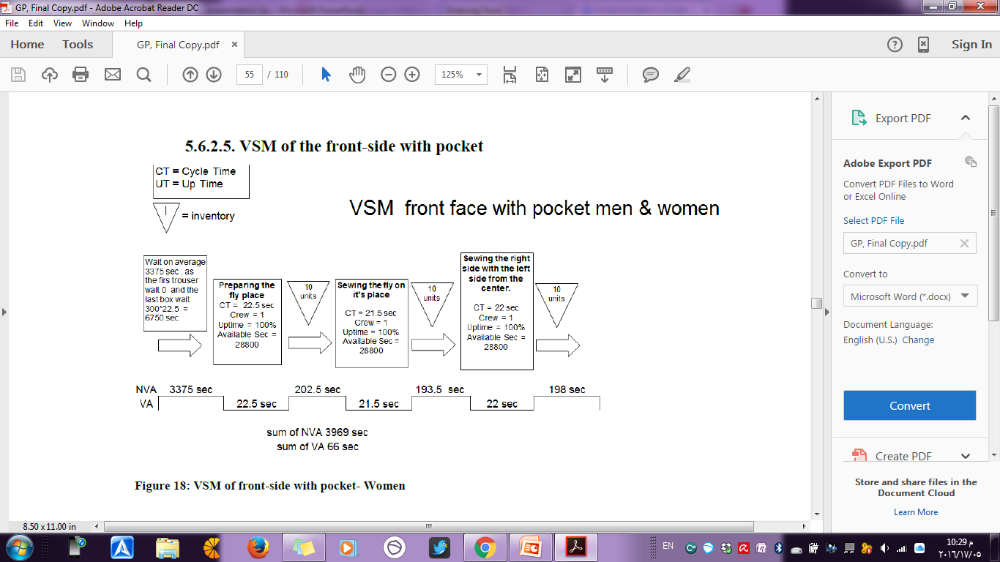 GP, Final Copy.pdf - Adobe Acrobat Reader DC
File Edit View Window Help
Home Tools GP, Final Copy.pdf × Sign In
55 / 110 125%
5.6.2.5. VSM of the front-side with pocket
CT = Cycle Time
UT = Up Time
I
= inventory
VSM front face with pocket men & women
Wait on average
3375 sec , as
the firs trouser
wait 0 and the
last box wait
300*22.5 =
6750 sec
Preparing the
fly place
CT = 22.5 sec
Crew = 1
Uptime = 100%
Available Sec =
28800
10
units
Sewing the fly on
it's place
CT = 21.5 sec
Crew = 1
Uptime = 100%
Available Sec =
28800
10
units
Sewing the right
side with the left
side from the
center.
CT = 22 sec
Crew = 1
Uptime = 100%
Available Sec =
28800
10
units
NVA 3375 sec 202.5 sec 193.5 sec 198 sec
VA 22.5 sec 21.5 sec 22 sec
sum of NVA 3969 sec
sum of VA 66 sec
Figure 18: VSM of front-side with pocket- Women
8.50 x 11.00 in
Export PDF
Adobe Export PDF
Convert PDF Files to Word
or Excel Online
Select PDF File
GP, Final Copy.pdf
Convert to
Microsoft Word (*.docx)
Document Language:
English (U.S.) Change
Convert
Create PDF
Store and share files in the
Document Cloud
Learn More
EN
10:29 م
٢٠١٦/١٧/٠٥